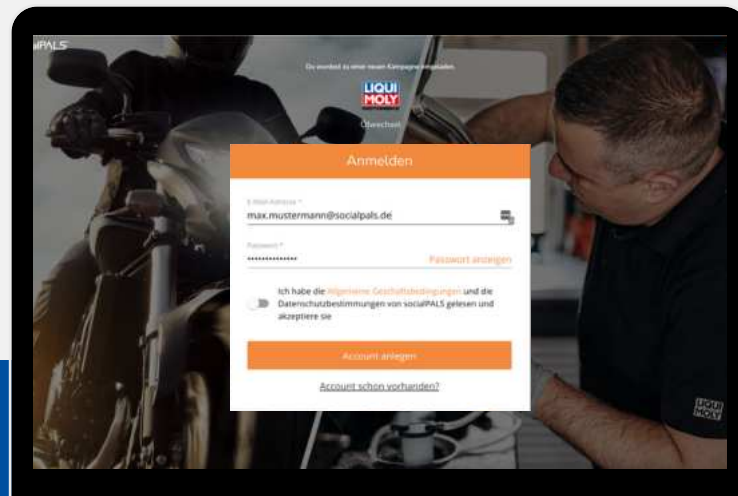 ialPALS
Du wurdest zu einer neuen Kampagne eingeladen.
LIQUI
MOLY
Ölwechsel
Anmelden
E-Mail-Adresse *
max.mustermann@socialpals.de
Passwort *
••••••••••••••
Passwort anzeigen
Ich habe die Allgemeine Geschäftsbedingungen und die
Datenschutzbestimmungen von socialPALS gelesen und
akzeptiere sie
Account anlegen
Account schon vorhanden?
LIQUI
MOLY